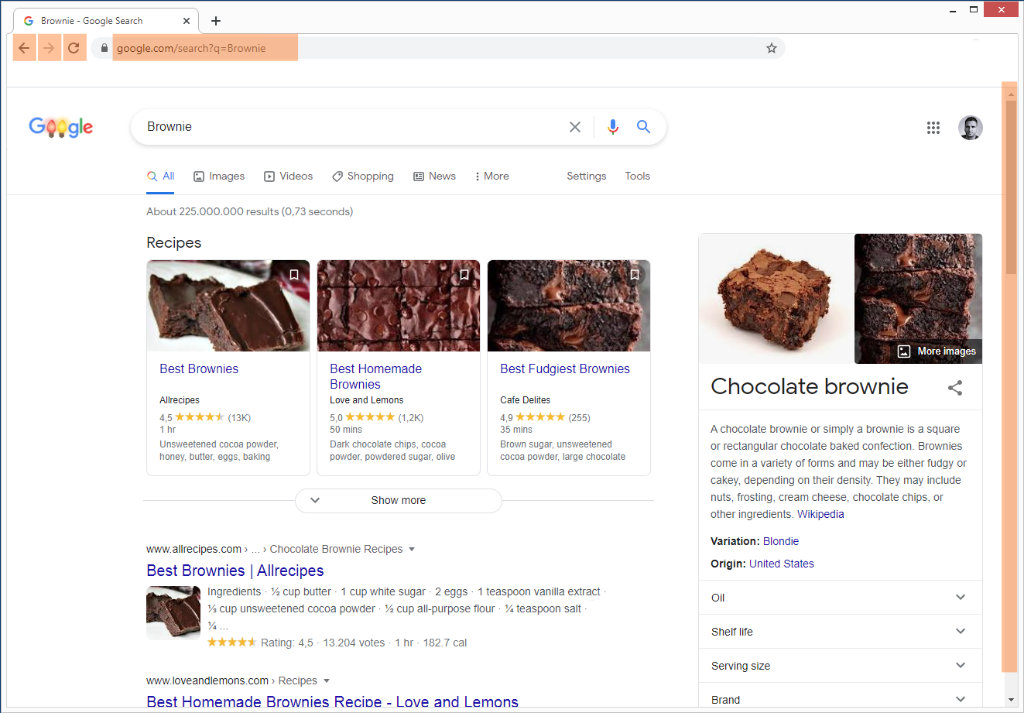 Brownie - Google Search
google.com/search?q=Brownie
Google
Brownie
All Images Videos Shopping News More Settings Tools
About 225.000.000 results (0,73 seconds)
Recipes
Best Brownies
Allrecipes
4,5 (13K)
1 hr
Unsweetened cocoa powder,
honey, butter, eggs, baking
Best Homemade
Brownies
Love and Lemons
5,0 (1,2K)
50 mins
Dark chocolate chips, cocoa
powder, powdered sugar, olive
Best Fudgiest Brownies
Cafe Delites
4,9 (255)
35 mins
Brown sugar, unsweetened
cocoa powder, large chocolate
Show more
www.allrecipes.com › ... › Chocolate Brownie Recipes
Best Brownies | Allrecipes
Ingredients · ½ cup butter · 1 cup white sugar · 2 eggs · 1 teaspoon vanilla extract ·
⅓ cup unsweetened cocoa powder · ½ cup all-purpose flour · ¼ teaspoon salt ·
¼ ...
Rating: 4,5 · 13.204 votes · 1 hr · 182.7 cal
www.loveandlemons.com › Recipes
Best Homemade Brownies Recipe - Love and Lemons
More images
Chocolate brownie
A chocolate brownie or simply a brownie is a square
or rectangular chocolate baked confection. Brownies
come in a variety of forms and may be either fudgy or
cakey, depending on their density. They may include
nuts, frosting, cream cheese, chocolate chips, or
other ingredients. Wikipedia
Variation: Blondie
Origin: United States
Oil
Shelf life
Serving size
Brand